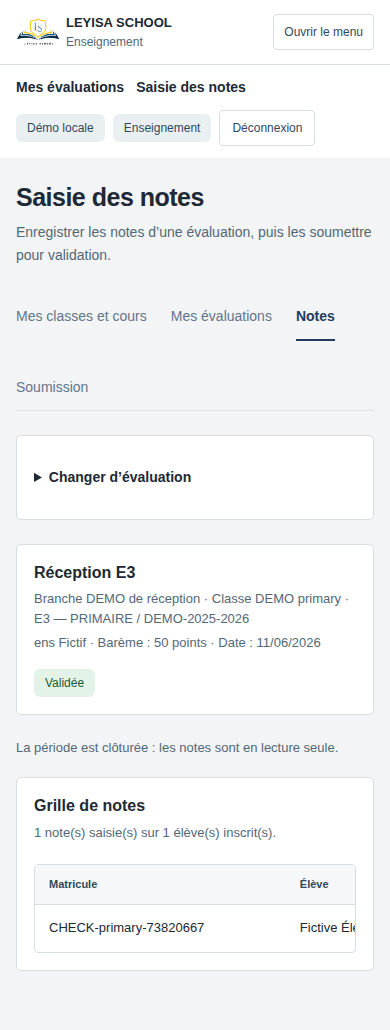 LEYISA SCHOOL
Enseignement
Ouvrir le menu
Mes évaluations Saisie des notes
Démo locale Enseignement Déconnexion
Saisie des notes
Enregistrer les notes d’une évaluation, puis les soumettre
pour validation.
Mes classes et cours Mes évaluations Notes
Soumission
▶ Changer d’évaluation
Réception E3
Branche DEMO de réception · Classe DEMO primary ·
E3 — PRIMAIRE / DEMO-2025-2026
ens Fictif · Barème : 50 points · Date : 11/06/2026
Validée
La période est clôturée : les notes sont en lecture seule.
Grille de notes
1 note(s) saisie(s) sur 1 élève(s) inscrit(s).
Matricule Élève
CHECK-primary-73820667 Fictive